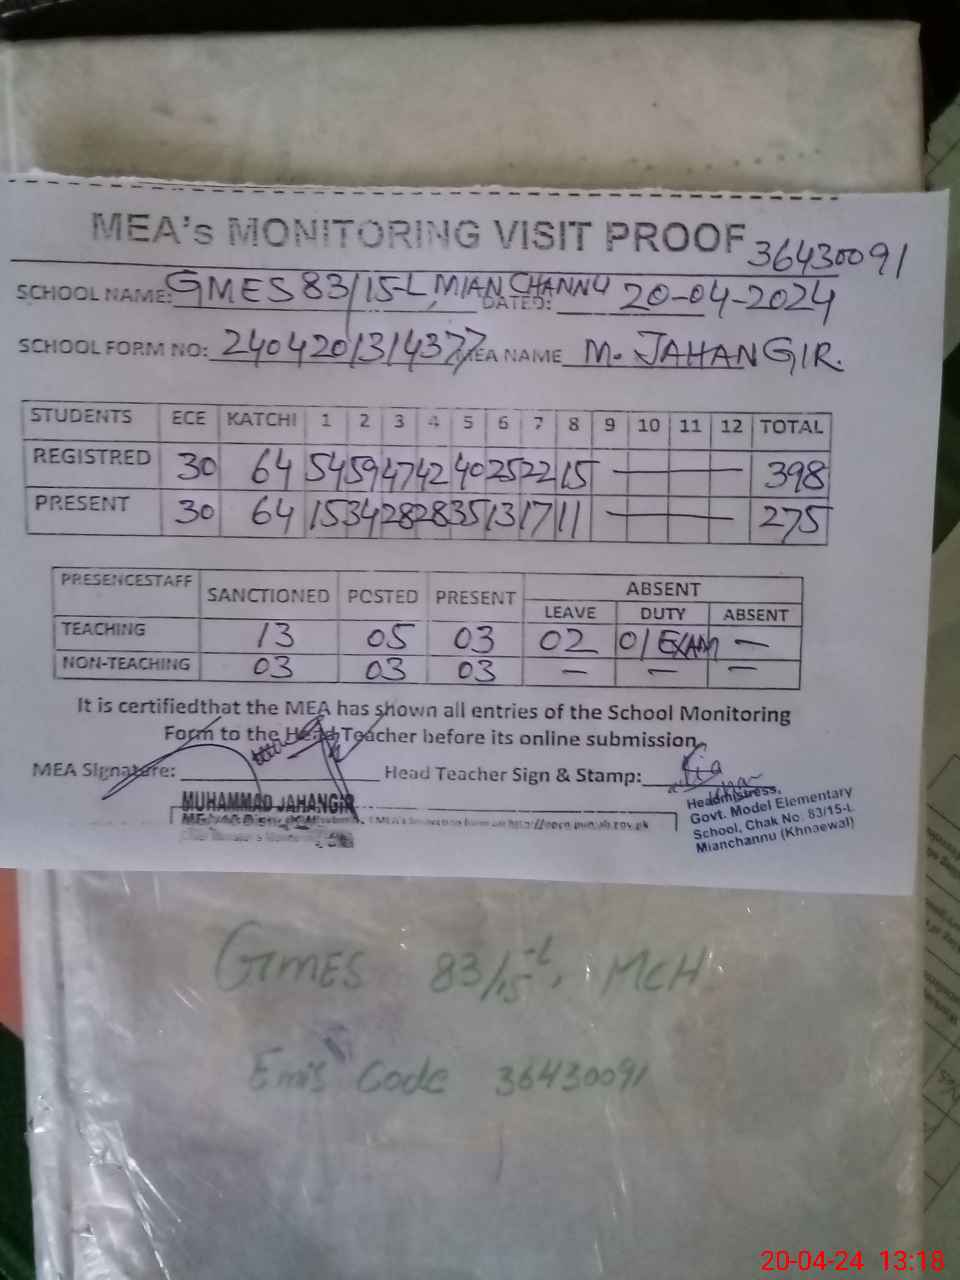 MEA's MONITORING VISIT PROOF 36430091
SCHOOL NAME: GMES 83/15-L, MIAN CHANNU DATED: 20-04-2024
SCHOOL FORM NO: 2404201314377 MEA NAME M. JAHANGIR.
STUDENTS ECE KATCHI 1 2 3 4 5 6 7 8 9 10 11 12 TOTAL
REGISTRED 30 64 54 59 47 42 40 25 22 15 — 398
PRESENT 30 64 15 34 28 28 35 13 17 11 — 275
PRESENCESTAFF SANCTIONED POSTED PRESENT ABSENT
LEAVE DUTY ABSENT
TEACHING 13 05 03 02 01 EXAM —
NON-TEACHING 03 03 03 — — —
It is certifiedthat the MEA has shown all entries of the School Monitoring
Form to the Head Teacher before its online submission
MEA Signature: Head Teacher Sign & Stamp:
MUHAMMAD JAHANGIR
Headmistress,
Govt. Model Elementary
School, Chak No. 83/15-L
Mianchannu (Khnaewal)
GMES 83/15-L, MCH
Emis Code 36430091
20-04-24 13:18